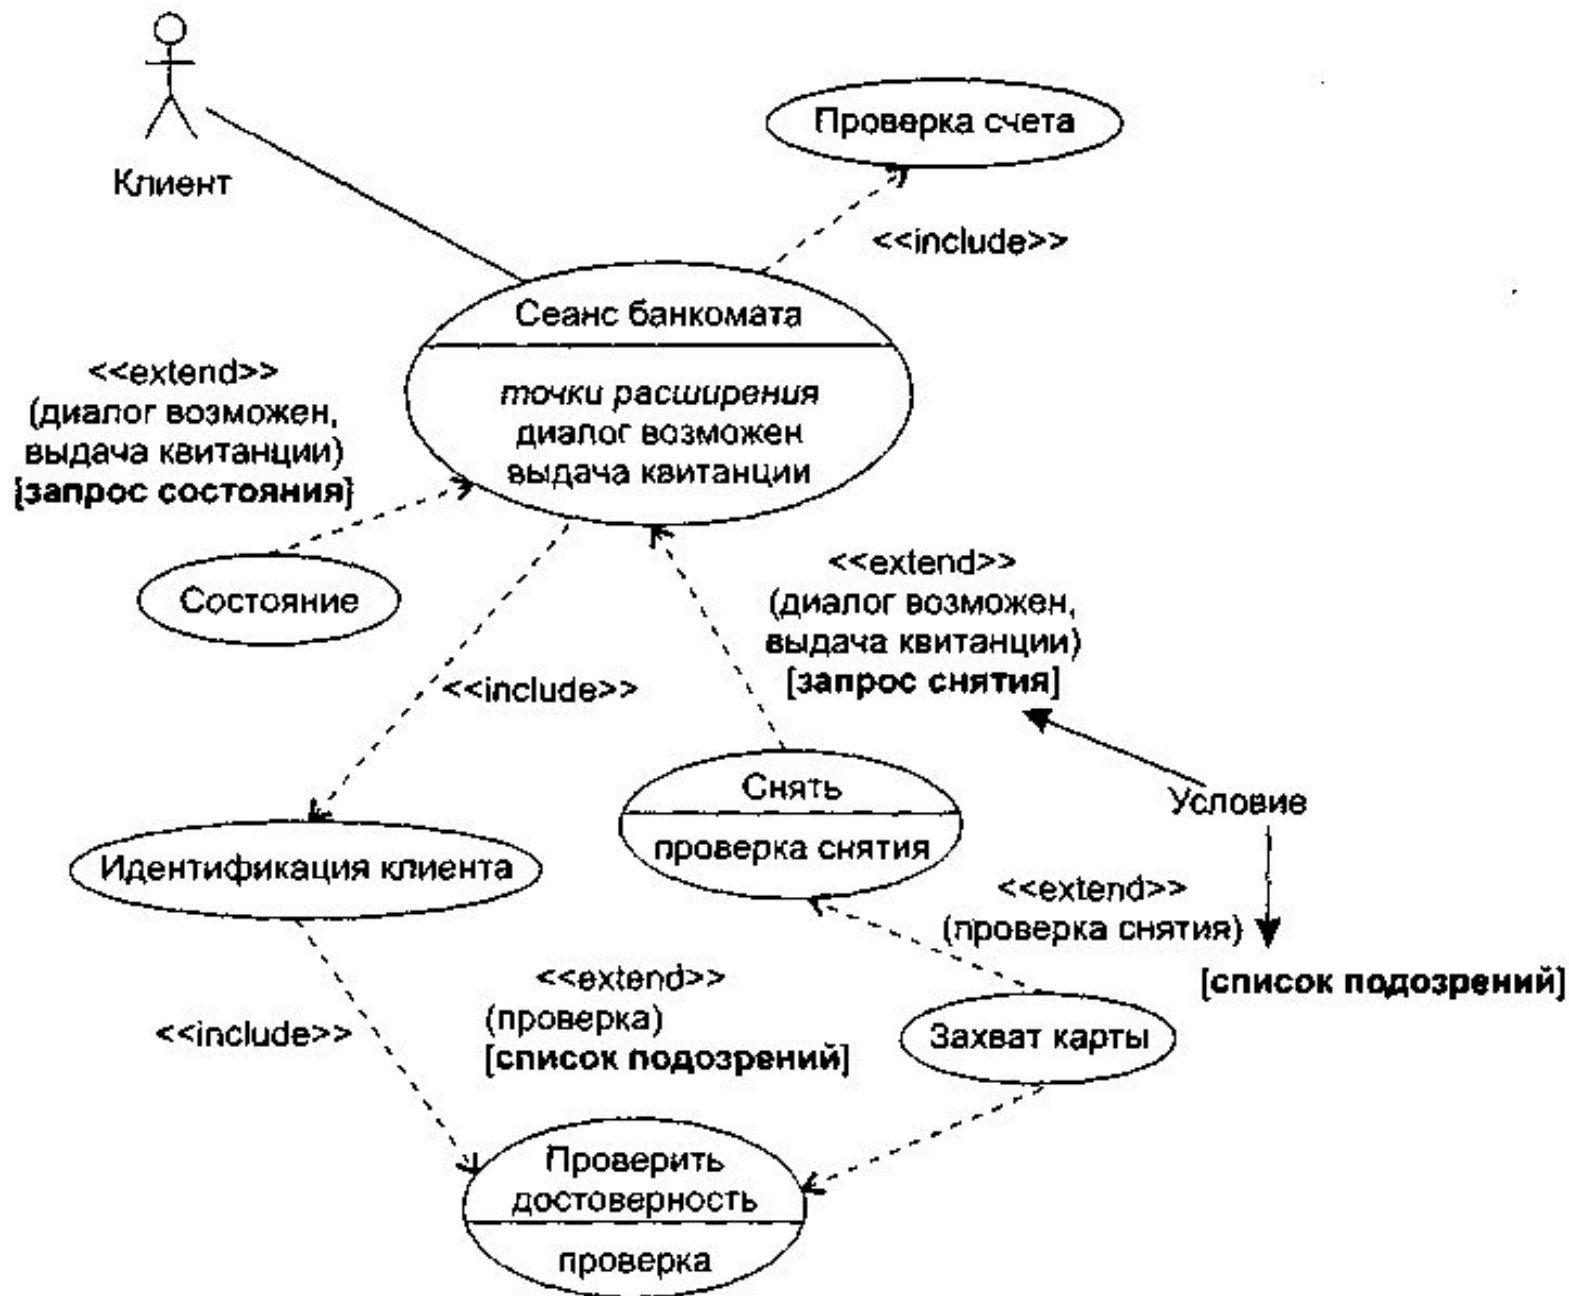 Клиент
Проверка счета
<<include>>
Сеанс банкомата
точки расширения
диалог возможен
выдача квитанции
<<extend>>
(диалог возможен,
выдача квитанции)
[запрос состояния]
Состояние
<<extend>>
(диалог возможен,
выдача квитанции)
[запрос снятия]
<<include>>
Снять
проверка снятия
Условие
Идентификация клиента
<<extend>>
(проверка снятия)
[список подозрений]
<<extend>>
(проверка)
[список подозрений]
<<include>>
Захват карты
Проверить
достоверность
проверка